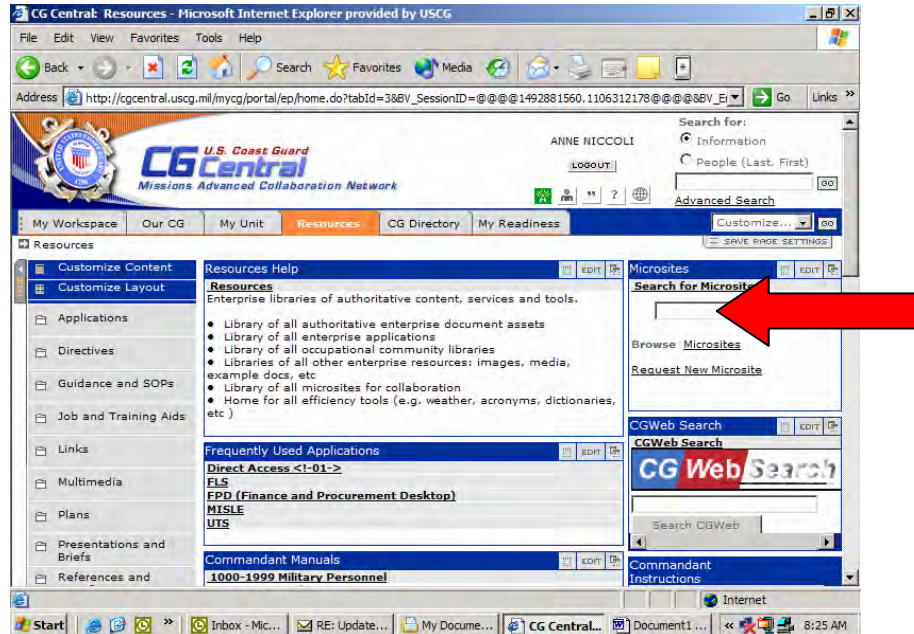 CG Central: Resources - Microsoft Internet Explorer provided by USCG
File Edit View Favorites Tools Help
Back Search Favorites Media
Address http://cgcentral.uscg.mil/mycg/portal/ep/home.do?tabId=3&BV_SessionID=@@@@1492881560.1106312178@@@@&BV_E Go Links »
CG U.S. Coast Guard Central
Missions Advanced Collaboration Network
ANNE NICCOLI
LOGOUT
Search for:
Information
People (Last, First)
GO
Advanced Search
My Workspace Our CG My Unit Resources CG Directory My Readiness Customize... GO
Resources SAVE PAGE SETTINGS
Customize Content
Customize Layout
Applications
Directives
Guidance and SOPs
Job and Training Aids
Links
Multimedia
Plans
Presentations and Briefs
References and
Resources Help EDIT
Resources
Enterprise libraries of authoritative content, services and tools.
• Library of all authoritative enterprise document assets
• Library of all enterprise applications
• Library of all occupational community libraries
• Libraries of all other enterprise resources: images, media,
example docs, etc
• Library of all microsites for collaboration
• Home for all efficiency tools (e.g. weather, acronyms, dictionaries,
etc )
Frequently Used Applications EDIT
Direct Access <!-01->
FLS
FPD (Finance and Procurement Desktop)
MISLE
UTS
Commandant Manuals EDIT
1000-1999 Military Personnel
Microsites EDIT
Search for Microsite
Browse Microsites
Request New Microsite
CGWeb Search EDIT
CGWeb Search
CG Web Search
Search CGWeb
Commandant EDIT
Instructions
Internet
Start » Inbox - Mic... RE: Update... My Docume... CG Central... Document1 ... « 8:25 AM